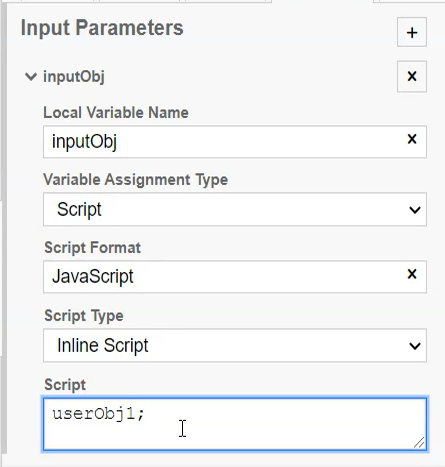 Input Parameters
inputObj
Local Variable Name
inputObj
Variable Assignment Type
Script
Script Format
JavaScript
Script Type
Inline Script
Script
userObj1;